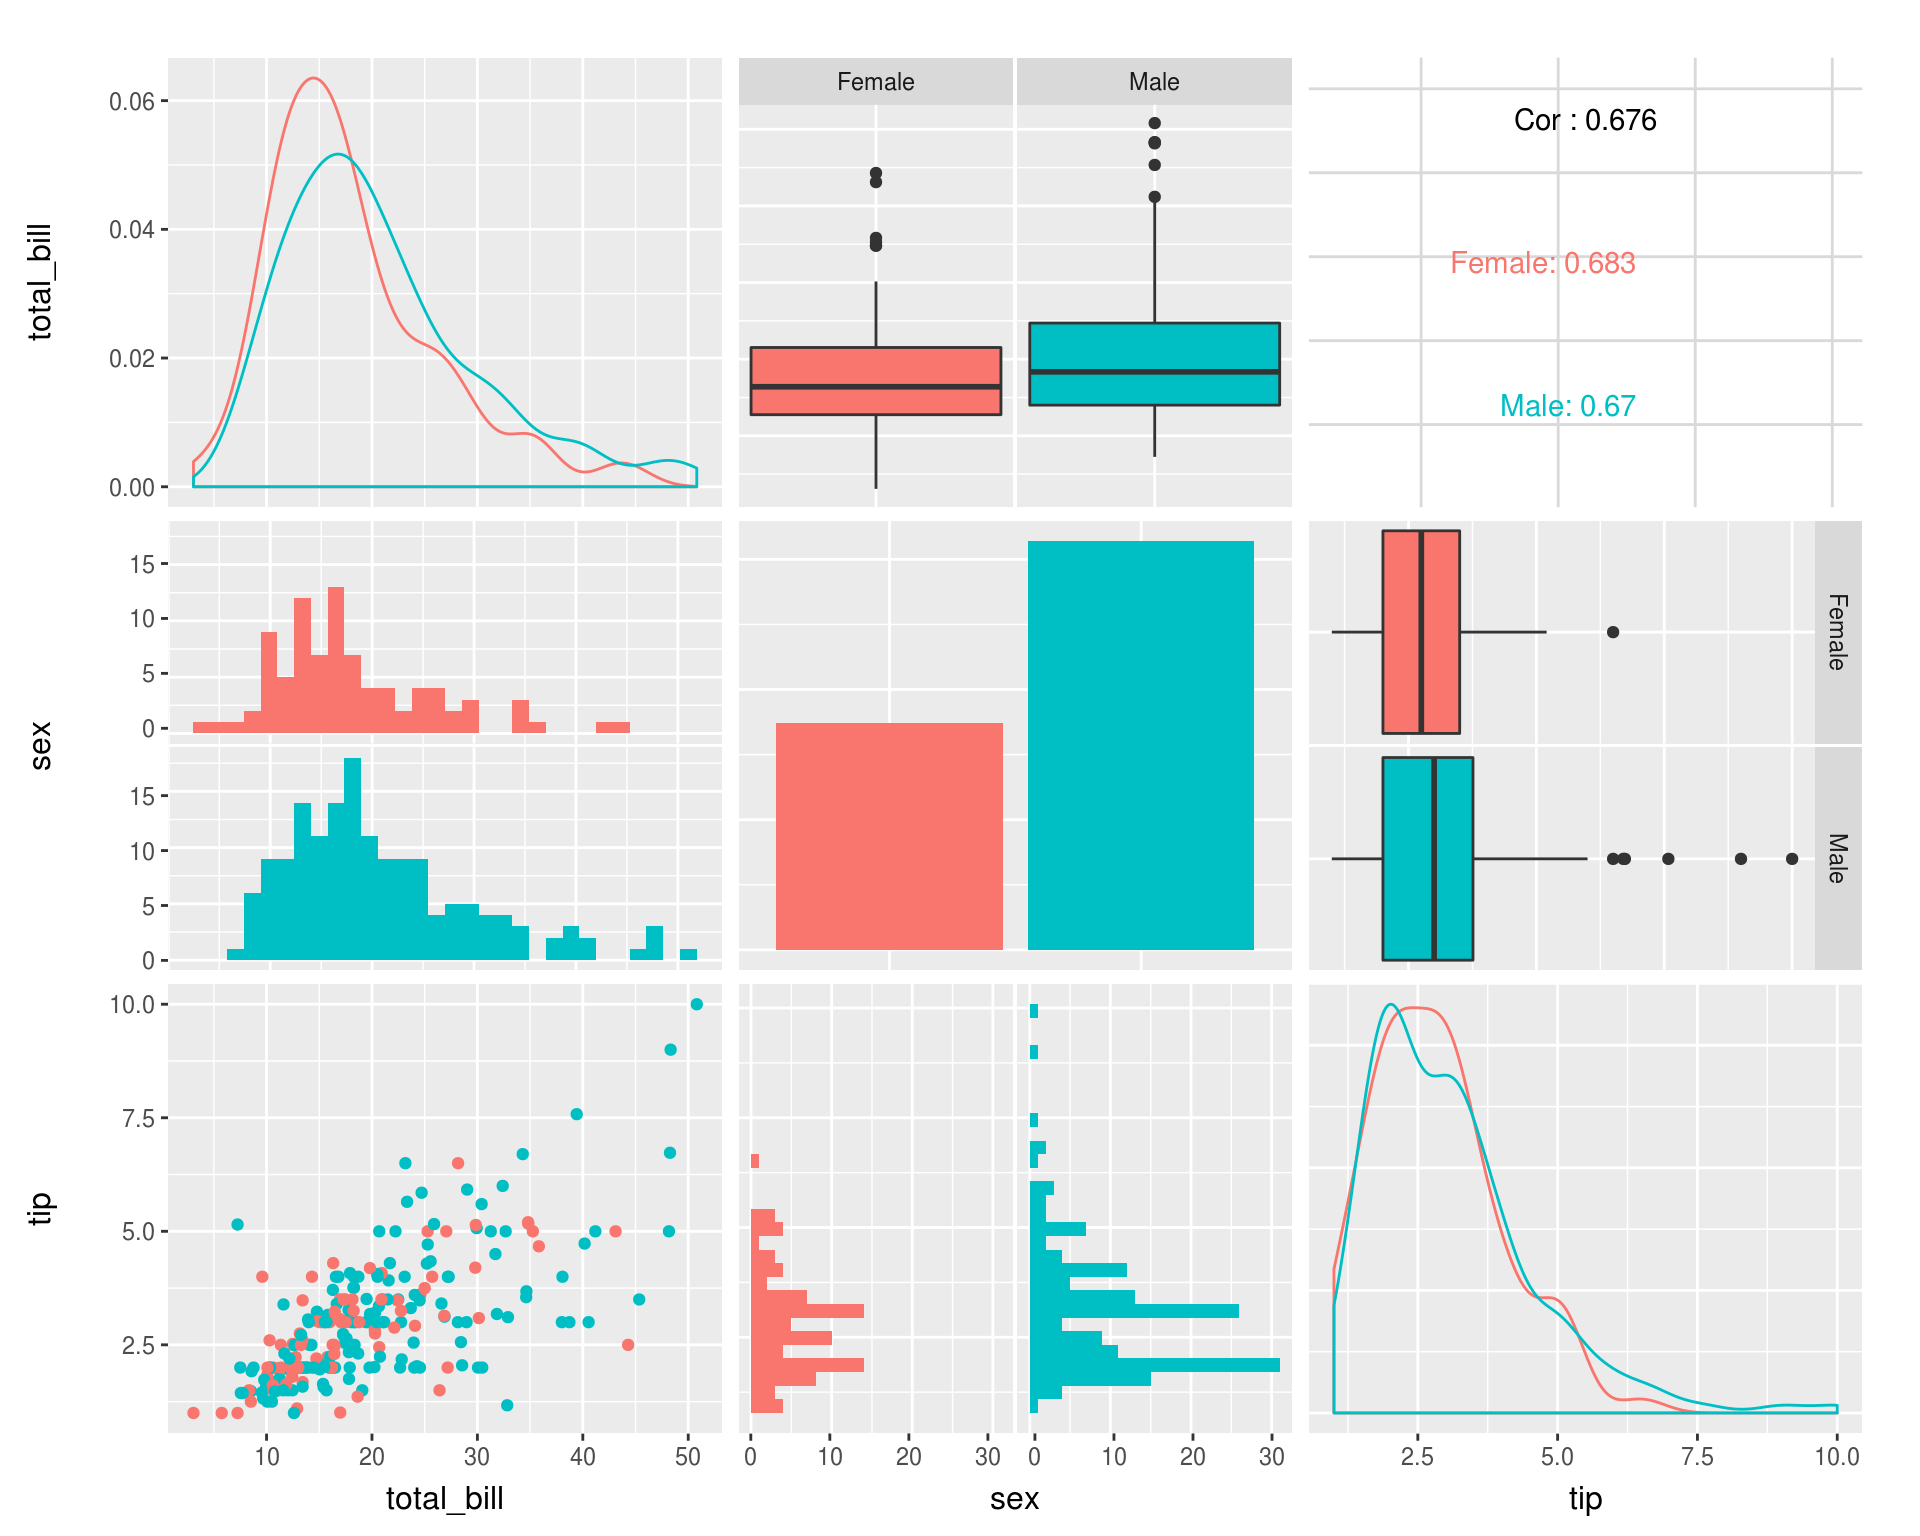 Female Male
Cor : 0.676
Female: 0.683
Male: 0.67
0.06
0.04
0.02
0.00
total_bill
15
10
5
0
15
10
5
0
sex
Female
Male
10.0
7.5
5.0
2.5
tip
10 20 30 40 50
0 10 20 30 0 10 20 30
2.5 5.0 7.5 10.0
total_bill sex tip